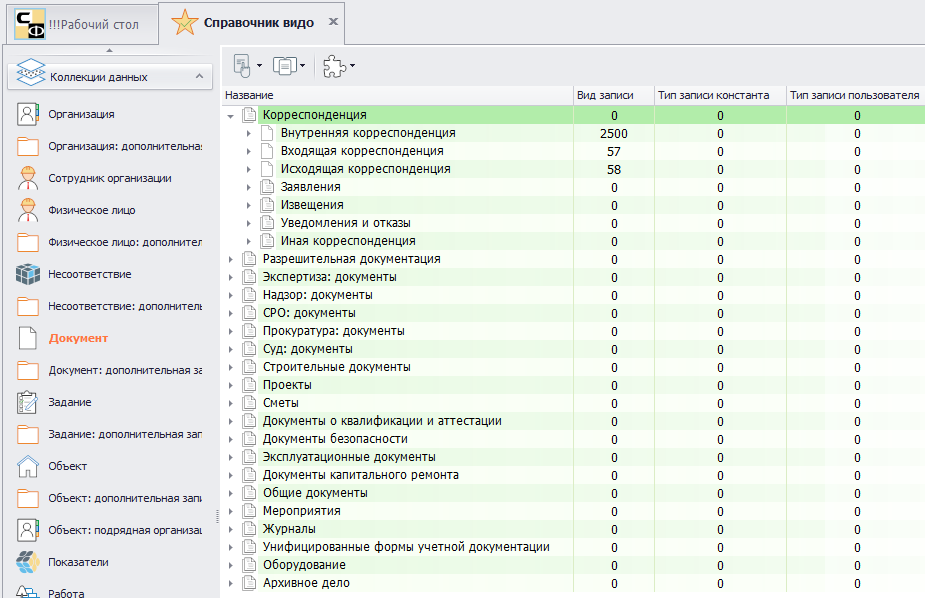 СФ !!!Рабочий стол
Справочник видо
Коллекции данных
Организация
Организация: дополнительна
Сотрудник организации
Физическое лицо
Физическое лицо: дополнител
Несоответствие
Несоответствие: дополнитель
Документ
Документ: дополнительная за
Задание
Задание: дополнительная зап
Объект
Объект: дополнительная запи
Объект: подрядная организац
Показатели
Работа
Название Вид записи Тип записи константа Тип записи пользователя
Корреспонденция 0 0 0
Внутренняя корреспонденция 2500 0 0
Входящая корреспонденция 57 0 0
Исходящая корреспонденция 58 0 0
Заявления 0 0 0
Извещения 0 0 0
Уведомления и отказы 0 0 0
Иная корреспонденция 0 0 0
Разрешительная документация 0 0 0
Экспертиза: документы 0 0 0
Надзор: документы 0 0 0
СРО: документы 0 0 0
Прокуратура: документы 0 0 0
Суд: документы 0 0 0
Строительные документы 0 0 0
Проекты 0 0 0
Сметы 0 0 0
Документы о квалификации и аттестации 0 0 0
Документы безопасности 0 0 0
Эксплуатационные документы 0 0 0
Документы капитального ремонта 0 0 0
Общие документы 0 0 0
Мероприятия 0 0 0
Журналы 0 0 0
Унифицированные формы учетной документации 0 0 0
Оборудование 0 0 0
Архивное дело 0 0 0